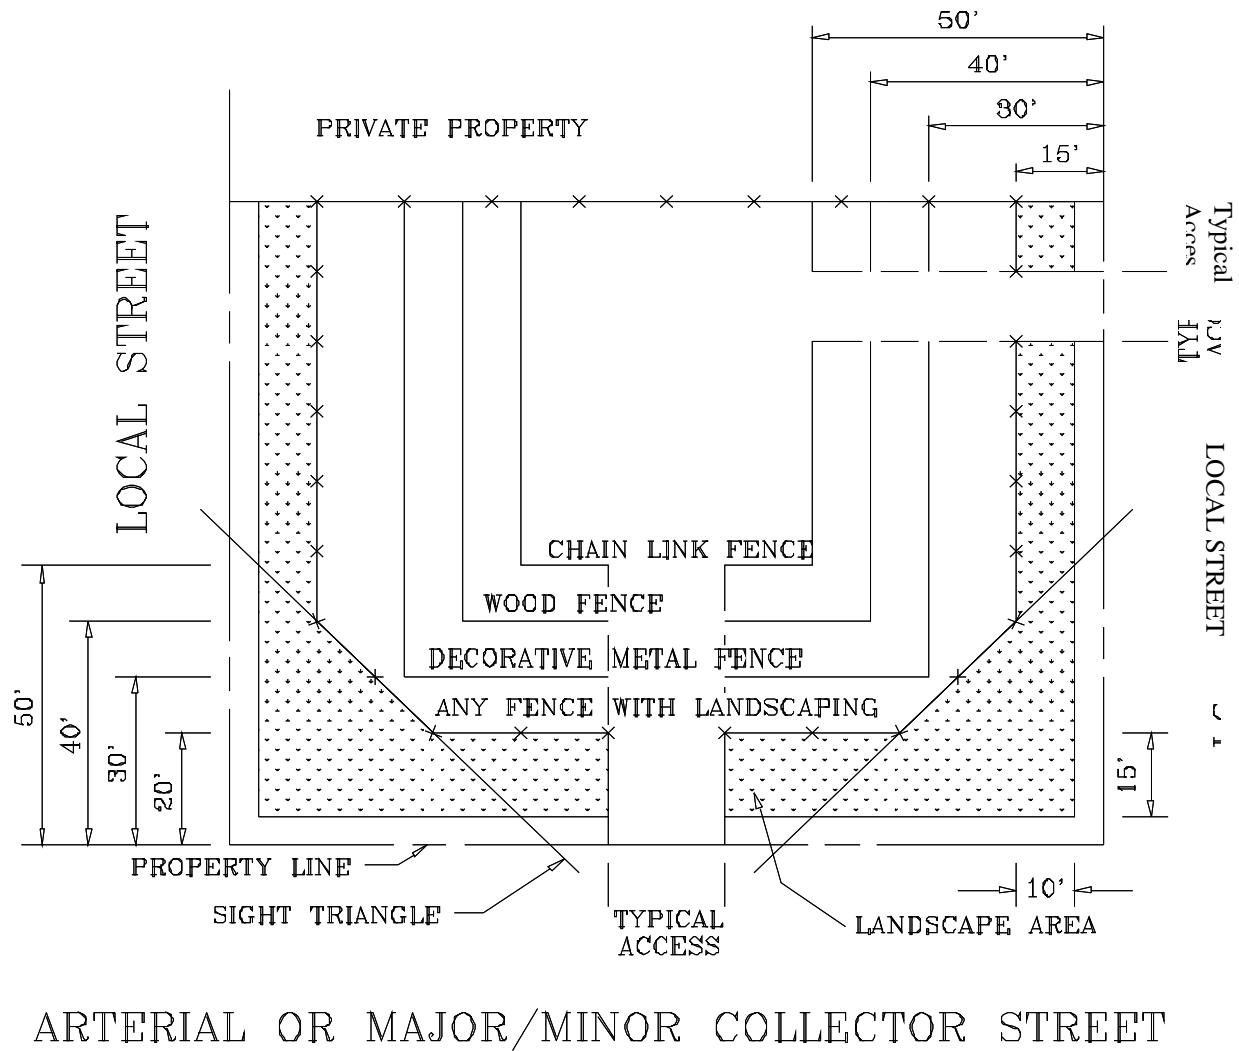 50'
40'
30'
15'
PRIVATE PROPERTY
LOCAL STREET
Typical
Acces
LOCAL STREET
CHAIN LINK FENCE
WOOD FENCE
DECORATIVE METAL FENCE
ANY FENCE WITH LANDSCAPING
50'
40'
30'
20'
15'
PROPERTY LINE
10'
SIGHT TRIANGLE
TYPICAL
ACCESS
LANDSCAPE AREA
ARTERIAL OR MAJOR/MINOR COLLECTOR STREET